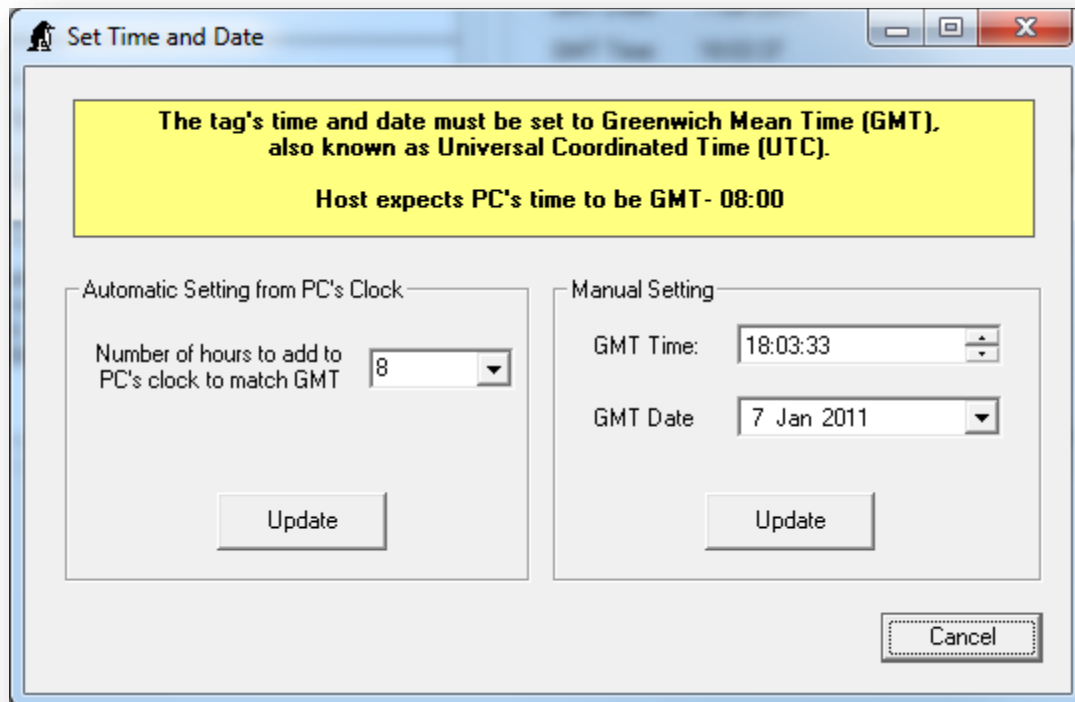 Set Time and Date
The tag's time and date must be set to Greenwich Mean Time (GMT),
also known as Universal Coordinated Time (UTC).
Host expects PC's time to be GMT- 08:00
Automatic Setting from PC's Clock
Number of hours to add to
PC's clock to match GMT
8
Update
Manual Setting
GMT Time:
18:03:33
GMT Date
7 Jan 2011
Update
Cancel